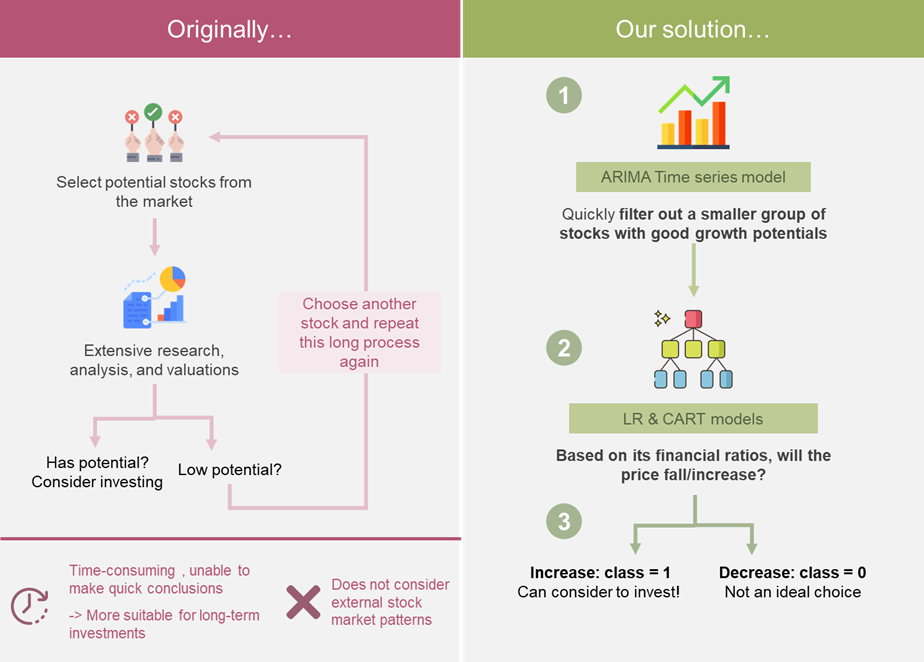 Originally…
Select potential stocks from
the market
Extensive research,
analysis, and valuations
Has potential?
Consider investing
Low potential?
Choose another
stock and repeat
this long process
again
Time-consuming , unable to
make quick conclusions
-> More suitable for long-term
investments
Does not consider
external stock
market patterns
Our solution…
1
ARIMA Time series model
Quickly filter out a smaller group of
stocks with good growth potentials
2
LR & CART models
Based on its financial ratios, will the
price fall/increase?
3
Increase: class = 1
Can consider to invest!
Decrease: class = 0
Not an ideal choice